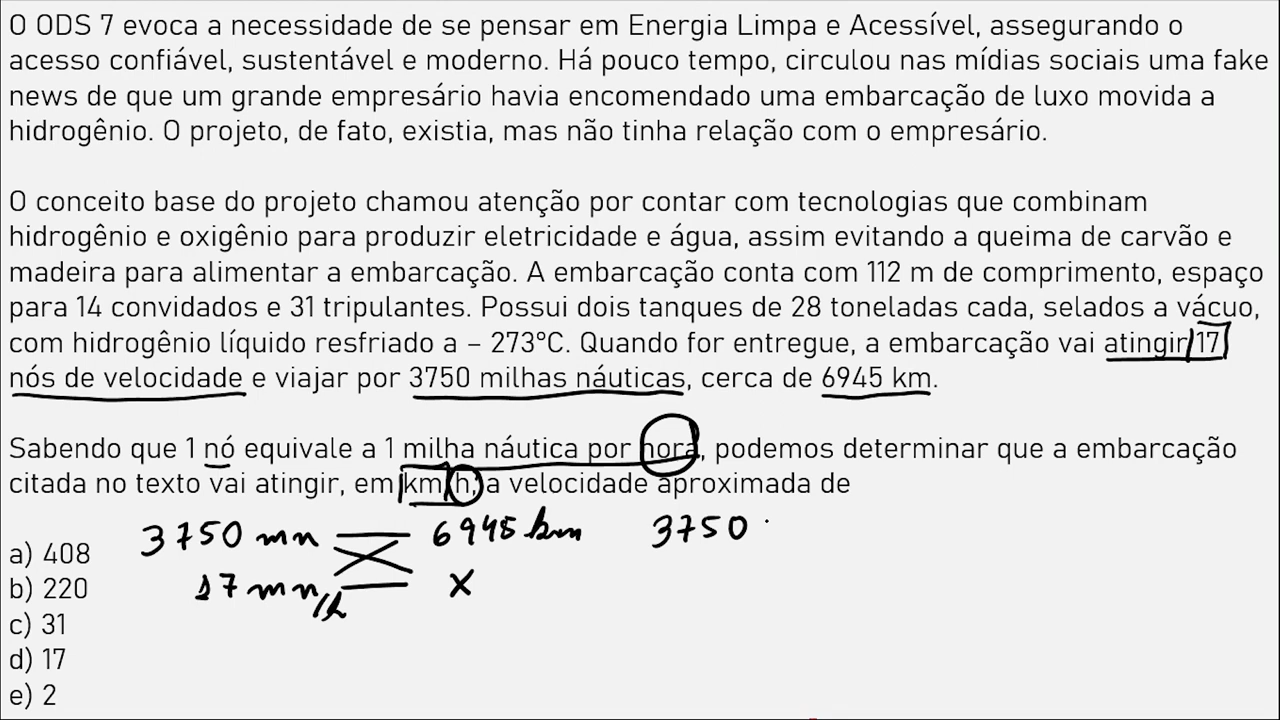 O ODS 7 evoca a necessidade de se pensar em Energia Limpa e Acessível, assegurando o
acesso confiável, sustentável e moderno. Há pouco tempo, circulou nas mídias sociais uma fake
news de que um grande empresário havia encomendado uma embarcação de luxo movida a
hidrogênio. O projeto, de fato, existia, mas não tinha relação com o empresário.
O conceito base do projeto chamou atenção por contar com tecnologias que combinam
hidrogênio e oxigênio para produzir eletricidade e água, assim evitando a queima de carvão e
madeira para alimentar a embarcação. A embarcação conta com 112 m de comprimento, espaço
para 14 convidados e 31 tripulantes. Possui dois tanques de 28 toneladas cada, selados a vácuo,
com hidrogênio líquido resfriado a – 273°C. Quando for entregue, a embarcação vai atingir 17
nós de velocidade e viajar por 3750 milhas náuticas, cerca de 6945 km.
Sabendo que 1 nó equivale a 1 milha náutica por hora, podemos determinar que a embarcação
citada no texto vai atingir, em km/h, a velocidade aproximada de
3750 mn 6945 km 3750 .
a) 408
17 mn/h x
b) 220
c) 31
d) 17
e) 2